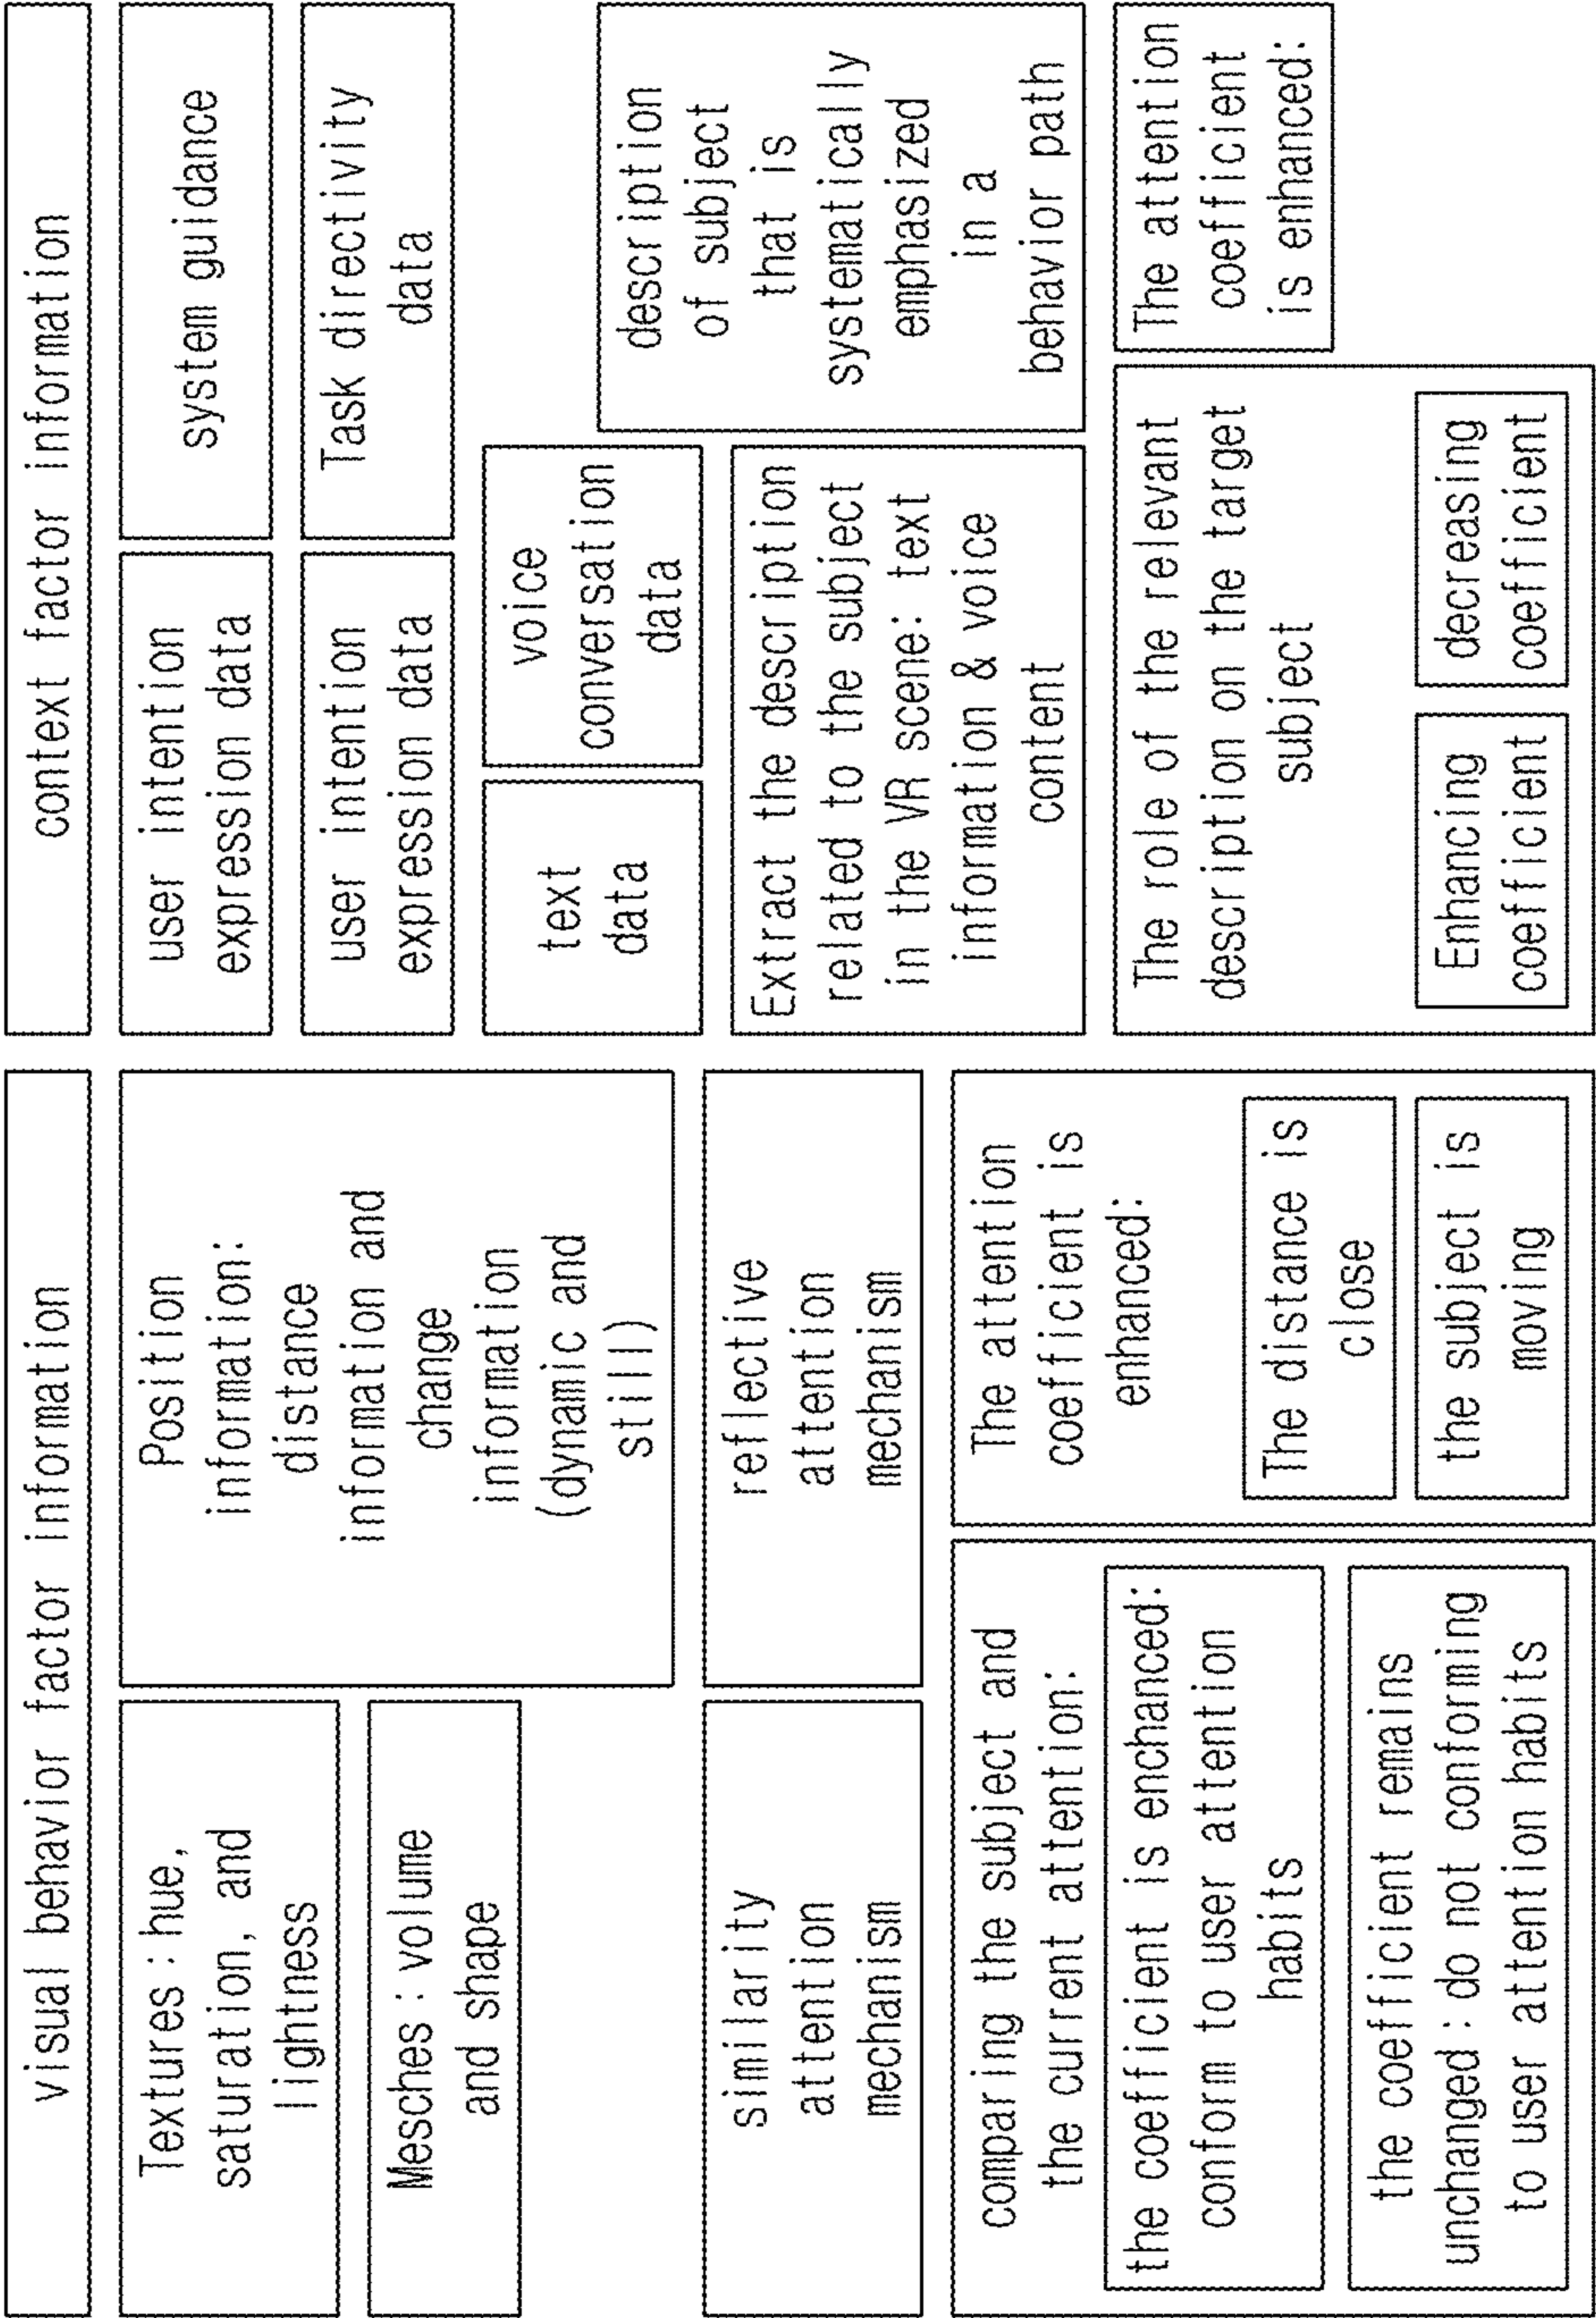 visual behavior factor information
Textures:hue,
saturation, and
lightness
Mesches:volume
and shape
Position
information:
distance
information and
change
information
(dynamic and
still)
similarity
attention
mechanism
reflective
attention
mechanism
comparing the subject and
the current attention:
the coefficient is enchanced:
conform to user attention
habits
the coefficient remains
unchanged: do not conforming
to user attention habits
The attention
coefficient is
enhanced:
The distance is
close
the subject is
moving
context factor information
user intention
expression data
system guidance
user intention
expression data
Task directivity
data
text
data
voice
conversation
data
description
of subject
that is
systematically
emphasized
in a
behavior path
Extract the description
related to the subject
in the VR scene: text
information & voice
content
The role of the relevant
description on the target
subject
Enhancing
coefficient
decreasing
coefficient
The attention
coefficient
is enhanced: